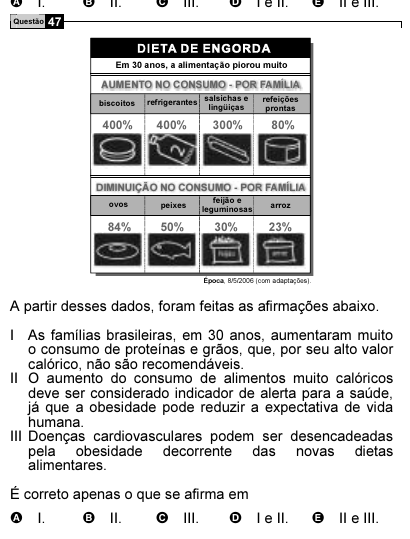 A I. B II. C III. D I e II. E II e III.
Questão 47
DIETA DE ENGORDA
Em 30 anos, a alimentação piorou muito
AUMENTO NO CONSUMO - POR FAMÍLIA
biscoitos refrigerantes salsichas e linguiças refeições prontas
400% 400% 300% 80%
DIMINUIÇÃO NO CONSUMO - POR FAMÍLIA
ovos peixes feijão e leguminosas arroz
84% 50% 30% 23%
feijão arroz
Época, 8/5/2006 (com adaptações).
A partir desses dados, foram feitas as afirmações abaixo.
I As famílias brasileiras, em 30 anos, aumentaram muito
o consumo de proteínas e grãos, que, por seu alto valor
calórico, não são recomendáveis.
II O aumento do consumo de alimentos muito calóricos
deve ser considerado indicador de alerta para a saúde,
já que a obesidade pode reduzir a expectativa de vida
humana.
III Doenças cardiovasculares podem ser desencadeadas
pela obesidade decorrente das novas dietas
alimentares.
É correto apenas o que se afirma em
A I. B II. C III. D I e II. E II e III.